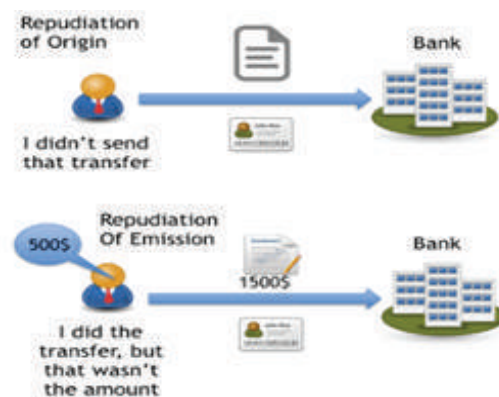 Repudiation
of Origin
Bank
I didn't send
that transfer
Repudiation
Of Emission
500$
1500$
Bank
I did the
transfer, but
that wasn't
the amount